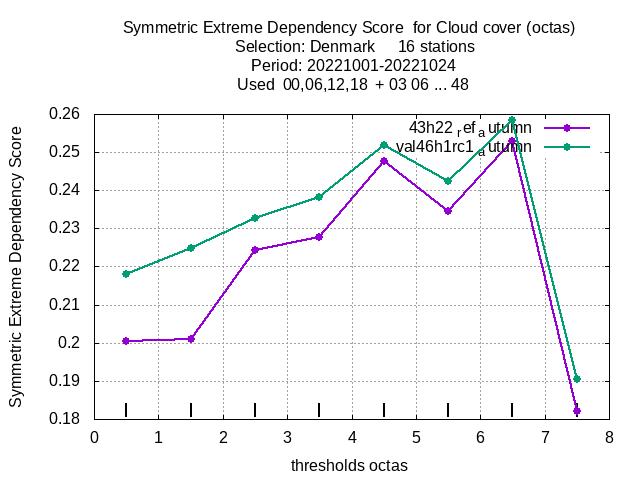 Symmetric Extreme Dependency Score  for Cloud cover (octas)
Selection: Denmark     16 stations
Period: 20221001-20221024
Used  00,06,12,18  + 03 06 ... 48
43h22 ref autumn
val46h1rc1 autumn
Symmetric Extreme Dependency Score
0.26
0.25
0.24
0.23
0.22
0.21
0.2
0.19
0.18
0 1 2 3 4 5 6 7 8
thresholds octas